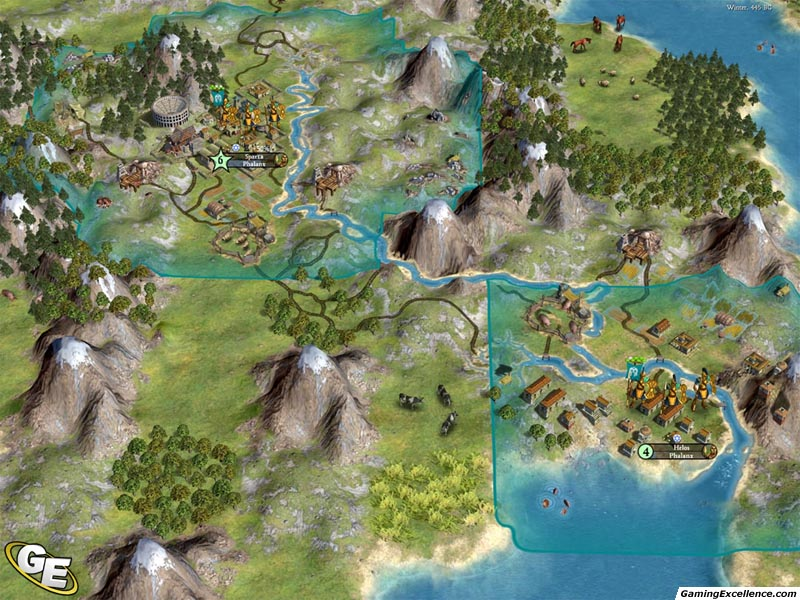 Winter, 445 BC
6
Sparta
Phalanx
4
Helos
Phalanx
GE
GamingExcellence.com